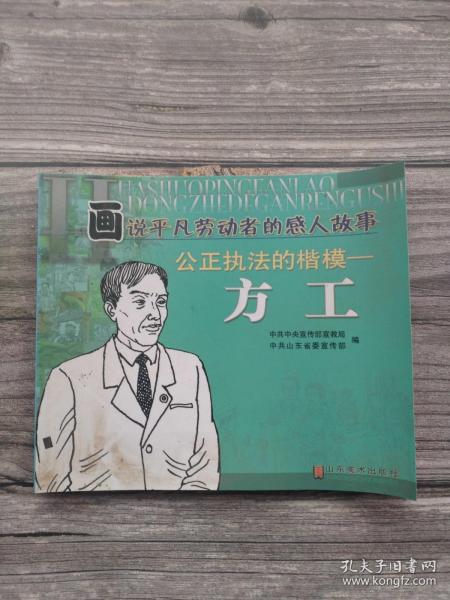 HUASHUOPINGFANLAO
DONGZHEDEGANRENGUSHI
画说平凡劳动者的感人故事
公正执法的楷模—
方工
中共中央宣传部宣教局
中共山东省委宣传部
编
山东美术出版社
孔夫子旧书网
www.kongfz.com